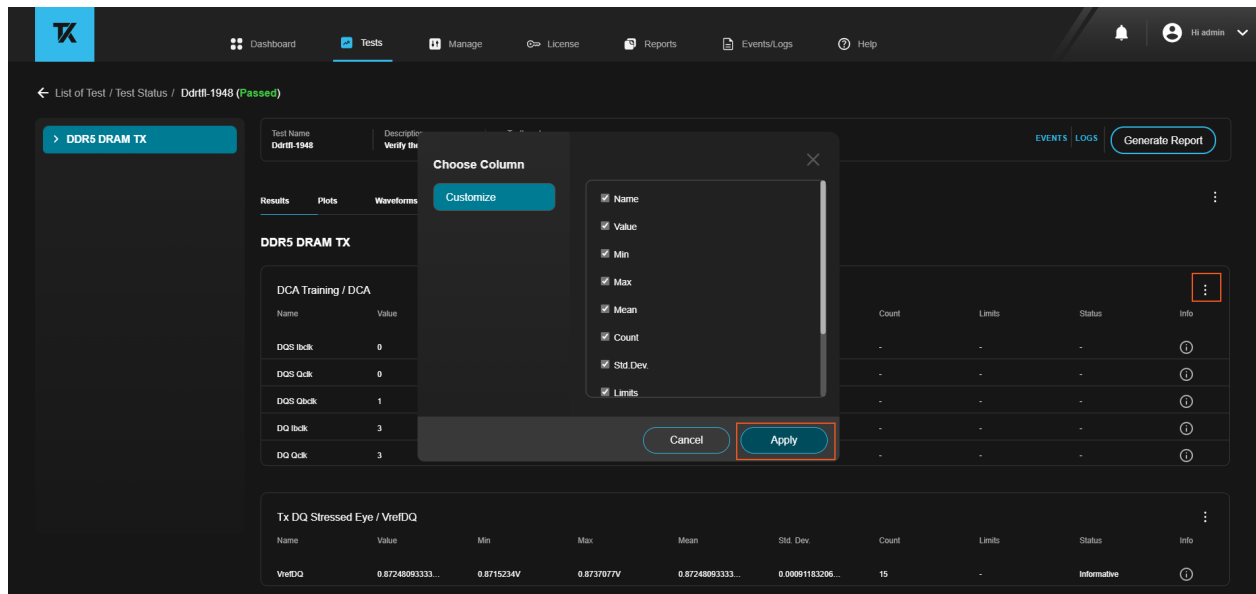 TK
Dashboard Tests Manage License Reports Events/Logs Help Hi admin
List of Test / Test Status / Ddrtfl-1948 (Passed)
DDR5 DRAM TX
Test Name Description
Ddrtfl-1948 Verify the
EVENTS LOGS Generate Report
Choose Column
Customize
Name
Value
Min
Max
Mean
Count
Std.Dev.
Limits
Cancel Apply
Results Plots Waveforms
DDR5 DRAM TX
DCA Training / DCA
Name Value Count Limits Status Info
DQS Ibclk 0 - - -
DQS Qclk 0 - - -
DQS Qbclk 1 - - -
DQ Ibclk 3 - - -
DQ Qclk 3 - - -
Tx DQ Stressed Eye / VrefDQ
Name Value Min Max Mean Std. Dev. Count Limits Status Info
VrefDQ 0.87248093333... 0.8715234V 0.8737077V 0.87248093333... 0.00091183206... 15 - Informative